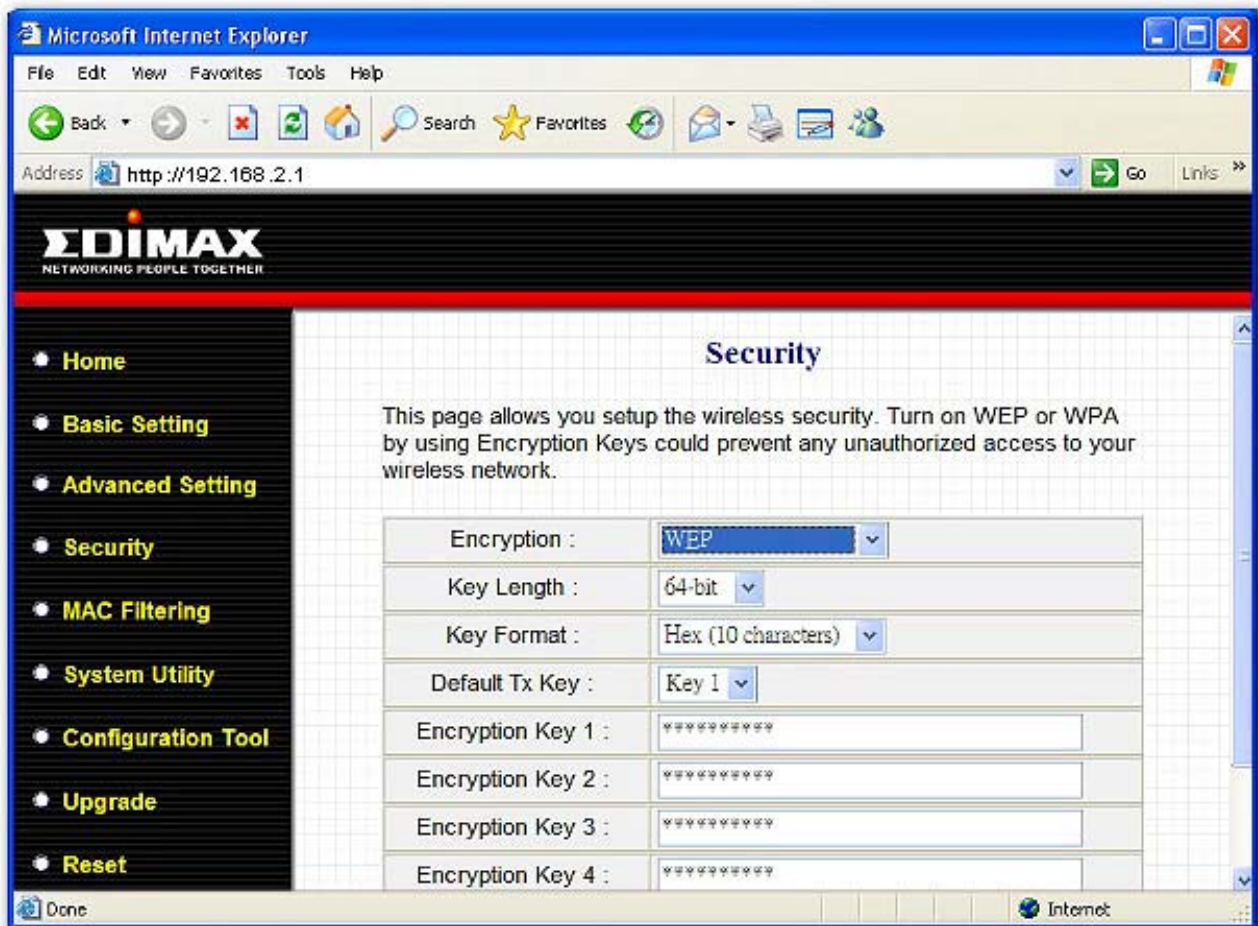 Microsoft Internet Explorer
File Edit View Favorites Tools Help
Back Search Favorites
Address http://192.168.2.1 Go Links »
EDIMAX
NETWORKING PEOPLE TOGETHER
Home
Basic Setting
Advanced Setting
Security
MAC Filtering
System Utility
Configuration Tool
Upgrade
Reset
Security
This page allows you setup the wireless security. Turn on WEP or WPA
by using Encryption Keys could prevent any unauthorized access to your
wireless network.
Encryption : WEP
Key Length : 64-bit
Key Format : Hex (10 characters)
Default Tx Key : Key 1
Encryption Key 1 : **********
Encryption Key 2 : **********
Encryption Key 3 : **********
Encryption Key 4 : **********
Done Internet